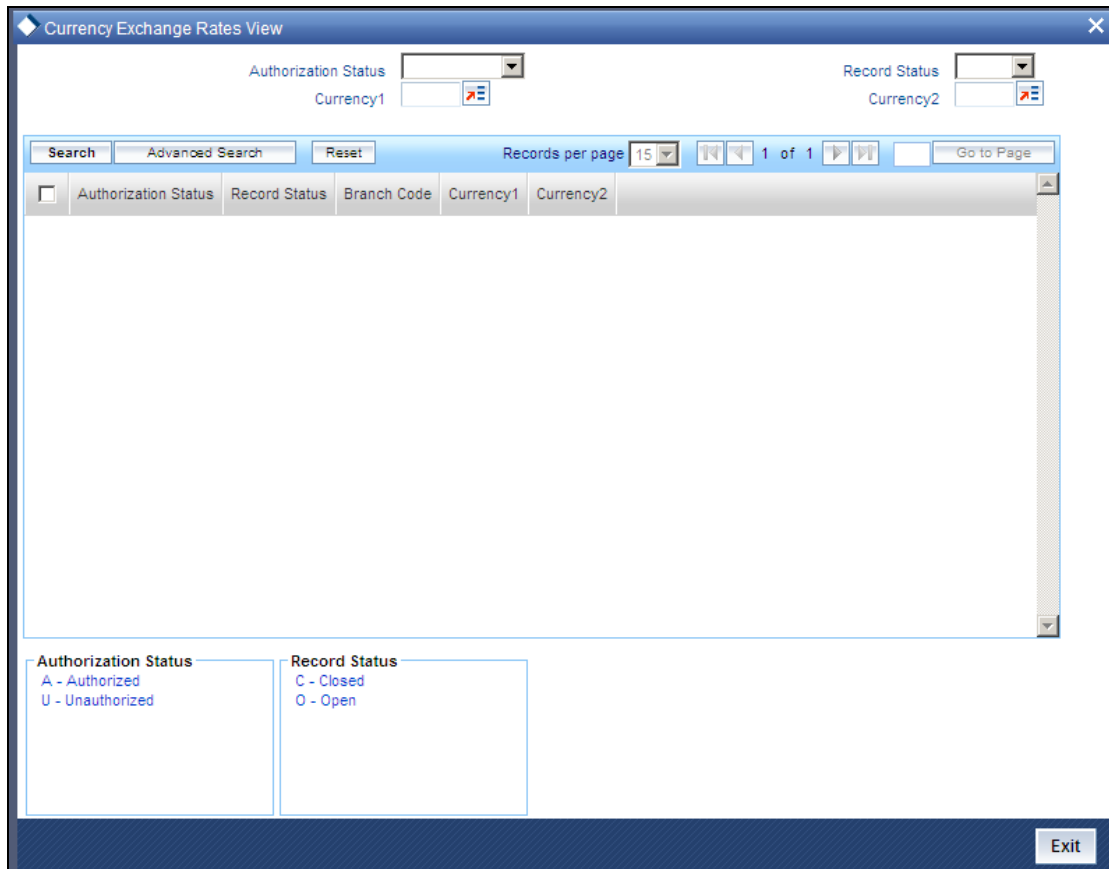 Currency Exchange Rates View
Authorization Status Record Status
Currency1 Currency2
Search Advanced Search Reset Records per page 15 1 of 1 Go to Page
Authorization Status Record Status Branch Code Currency1 Currency2
Authorization Status Record Status
A - Authorized C - Closed
U - Unauthorized O - Open
Exit